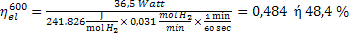 η_el^600 = 36,5 Watt / (241.826 J/mol H₂ × 0,031 mol H₂/min × 1 min/60 sec) = 0,484 ή 48,4 %